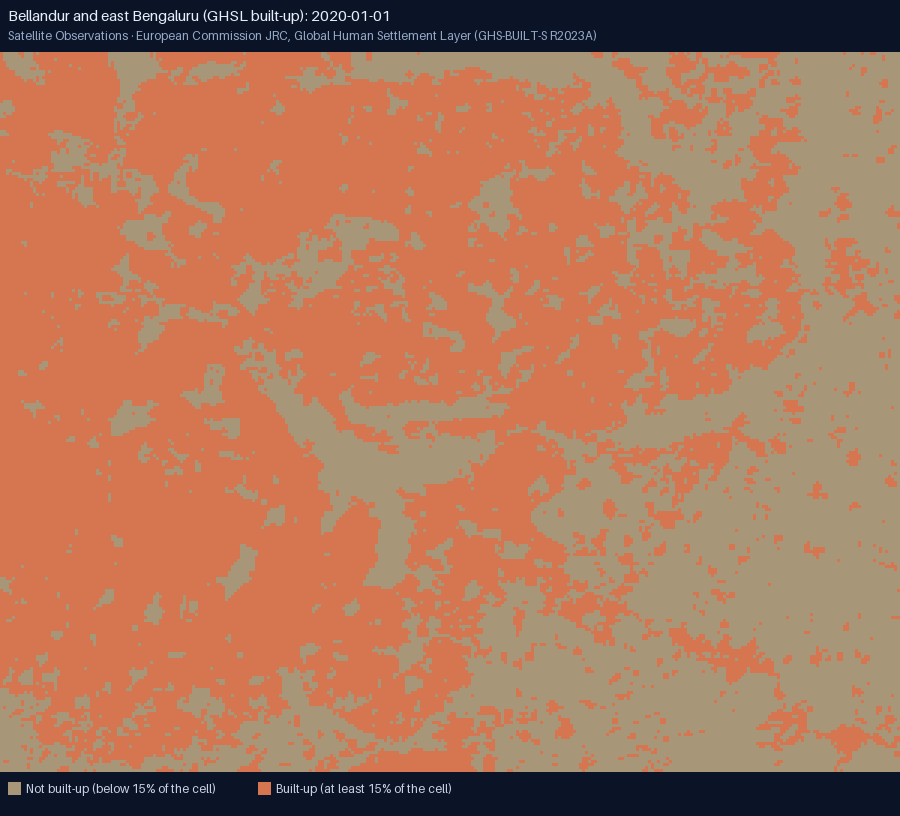 Bellandur and east Bengaluru (GHSL built-up): 2020-01-01
Satellite Observations · European Commission JRC, Global Human Settlement Layer (GHS-BUILT-S R2023A)
Not built-up (below 15% of the cell)
Built-up (at least 15% of the cell)